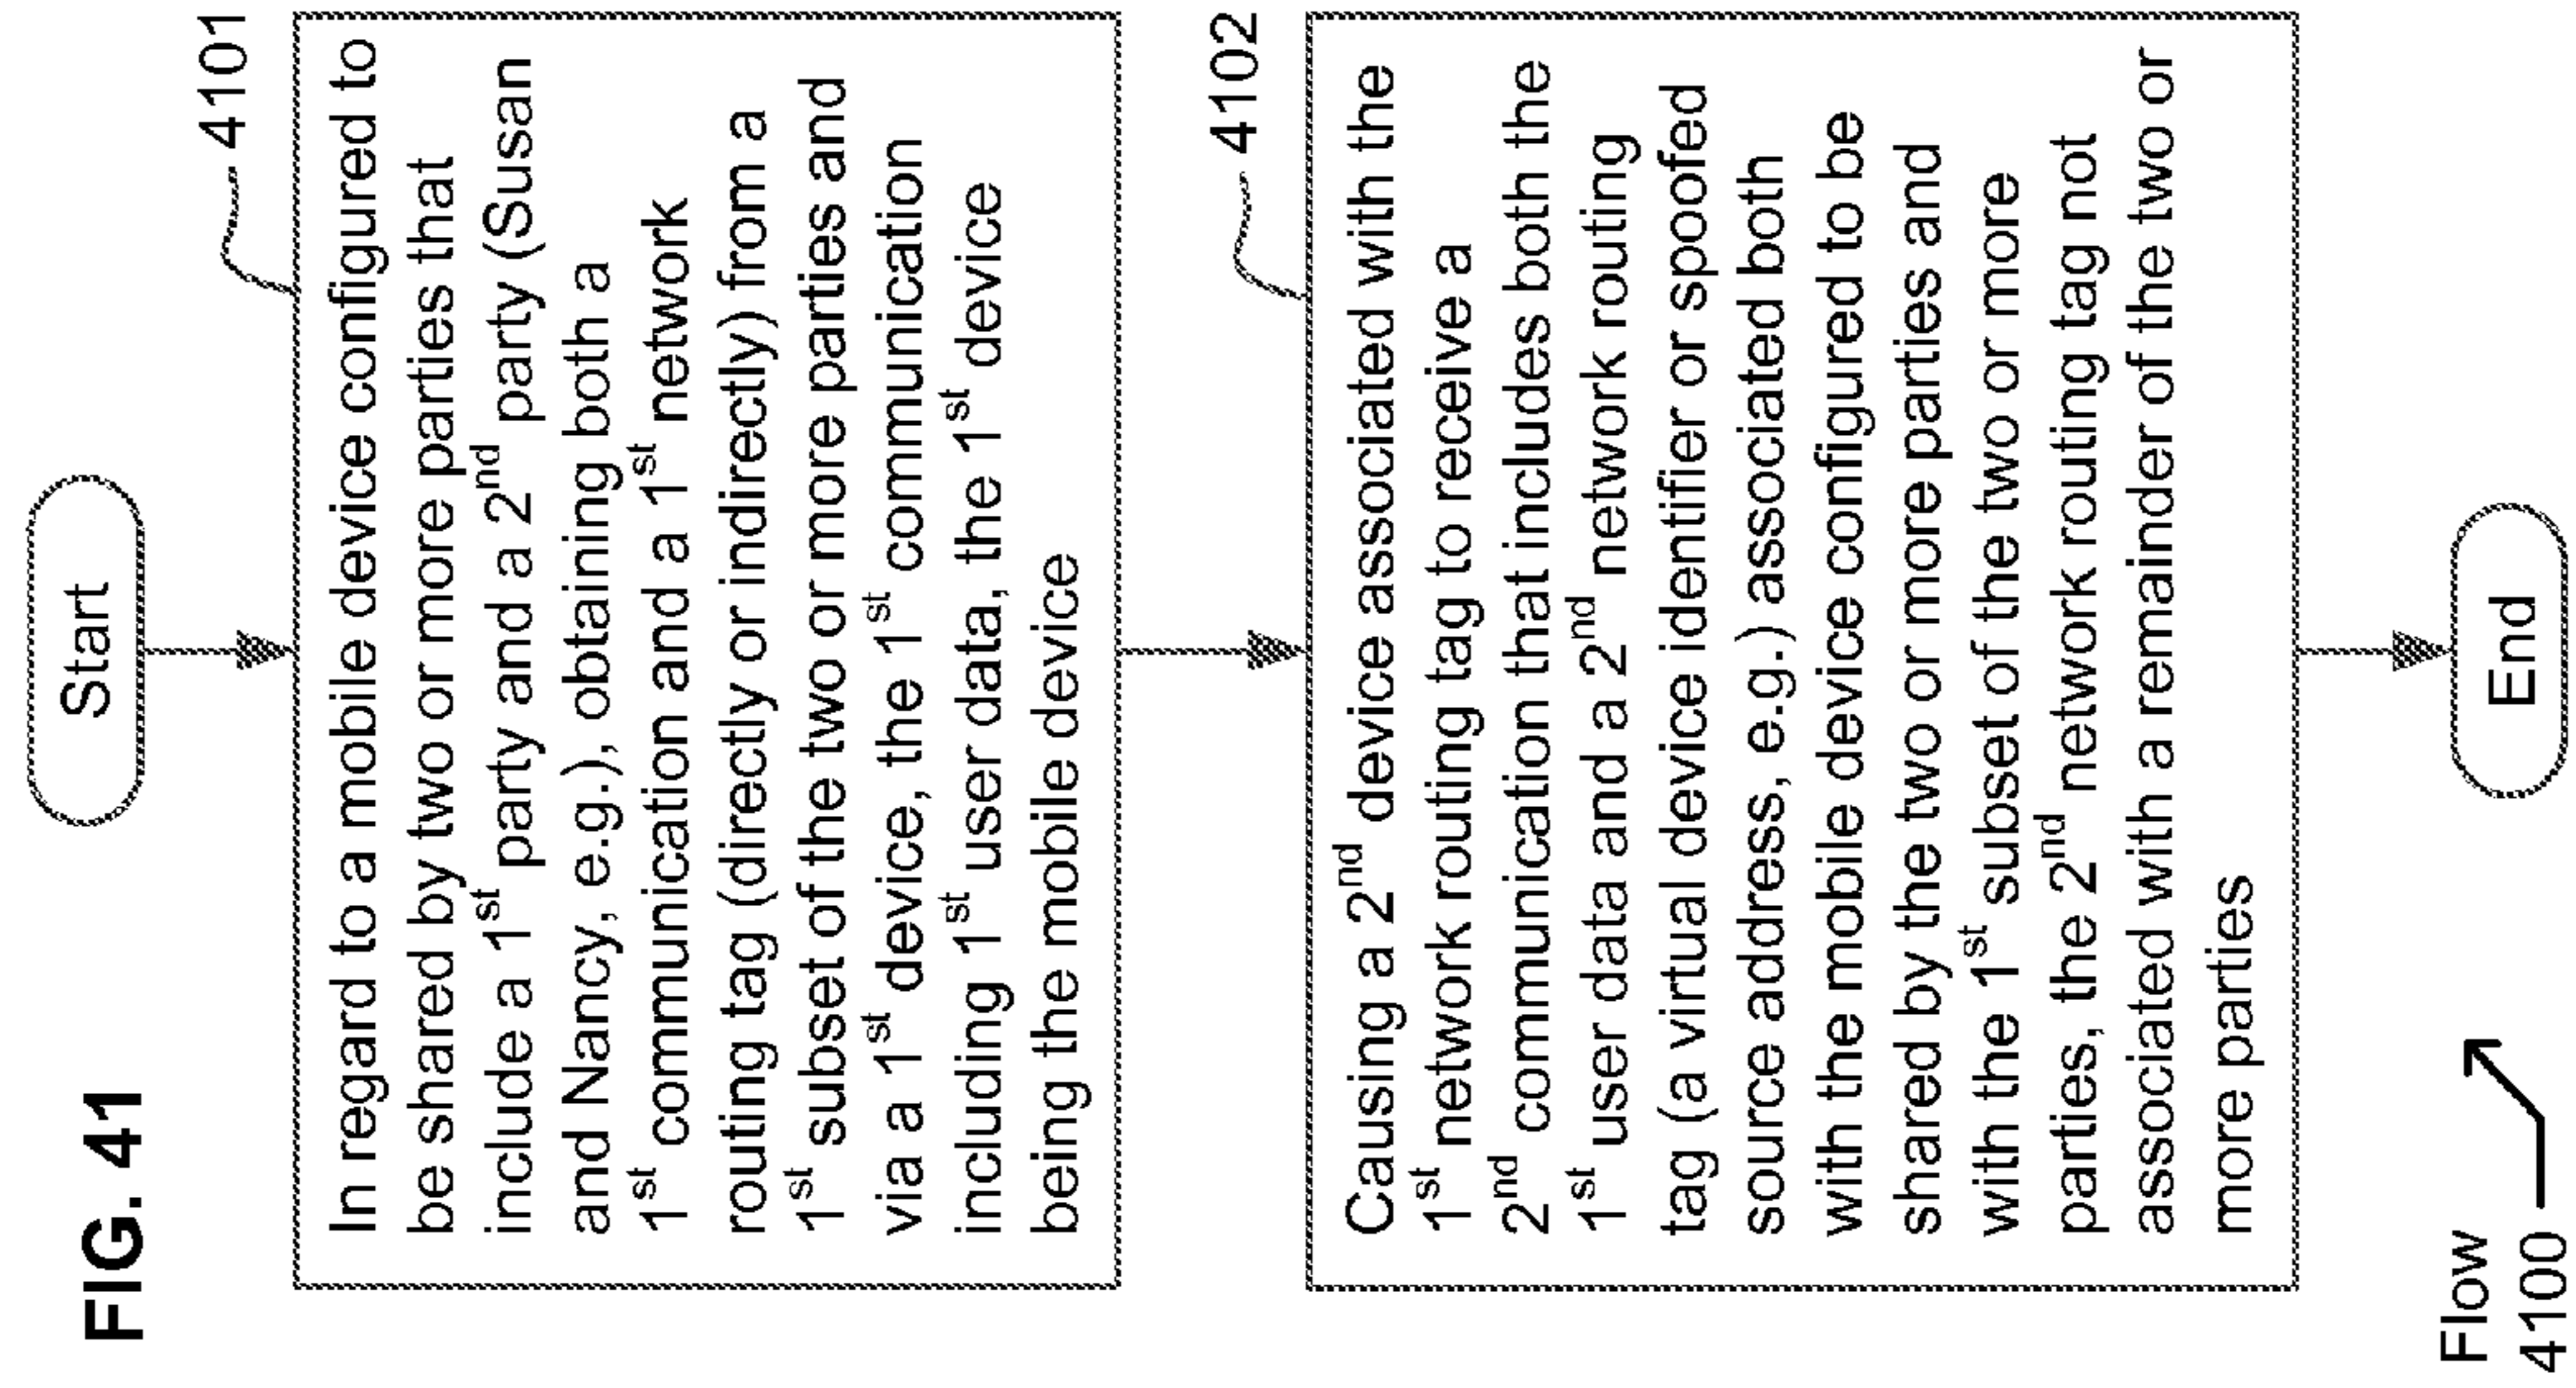 FIG. 41
Start
4101
In regard to a mobile device configured to
be shared by two or more parties that
include a 1st party and a 2nd party (Susan
and Nancy, e.g.), obtaining both a
1st communication and a 1st network
routing tag (directly or indirectly) from a
1st subset of the two or more parties and
via a 1st device, the 1st communication
including 1st user data, the 1st device
being the mobile device
4102
Causing a 2nd device associated with the
1st network routing tag to receive a
2nd communication that includes both the
1st user data and a 2nd network routing
tag (a virtual device identifier or spoofed
source address, e.g.) associated both
with the mobile device configured to be
shared by the two or more parties and
with the 1st subset of the two or more
parties, the 2nd network routing tag not
associated with a remainder of the two or
more parties
Flow
4100
End